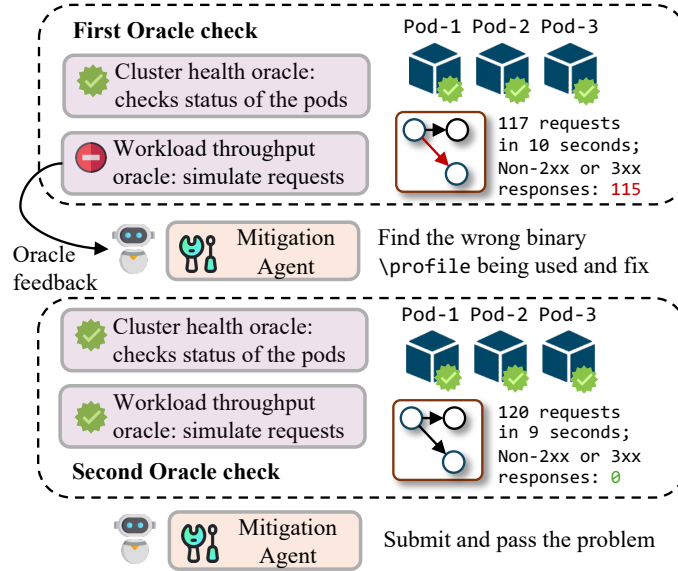 First Oracle check
Pod-1 Pod-2 Pod-3
Cluster health oracle:
checks status of the pods
Workload throughput
oracle: simulate requests
117 requests
in 10 seconds;
Non-2xx or 3xx
responses: 115
Oracle
feedback
Mitigation
Agent
Find the wrong binary
\profile being used and fix
Pod-1 Pod-2 Pod-3
Cluster health oracle:
checks status of the pods
Workload throughput
oracle: simulate requests
120 requests
in 9 seconds;
Non-2xx or 3xx
responses: 0
Second Oracle check
Mitigation
Agent
Submit and pass the problem